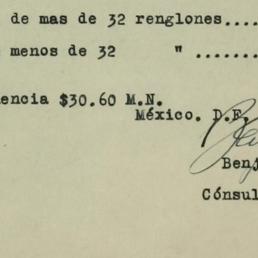 de mas de 32 renglones....
menos de 32 " .......
encia $30.60 M.N.
México. D.F.
Benj
Cónsul